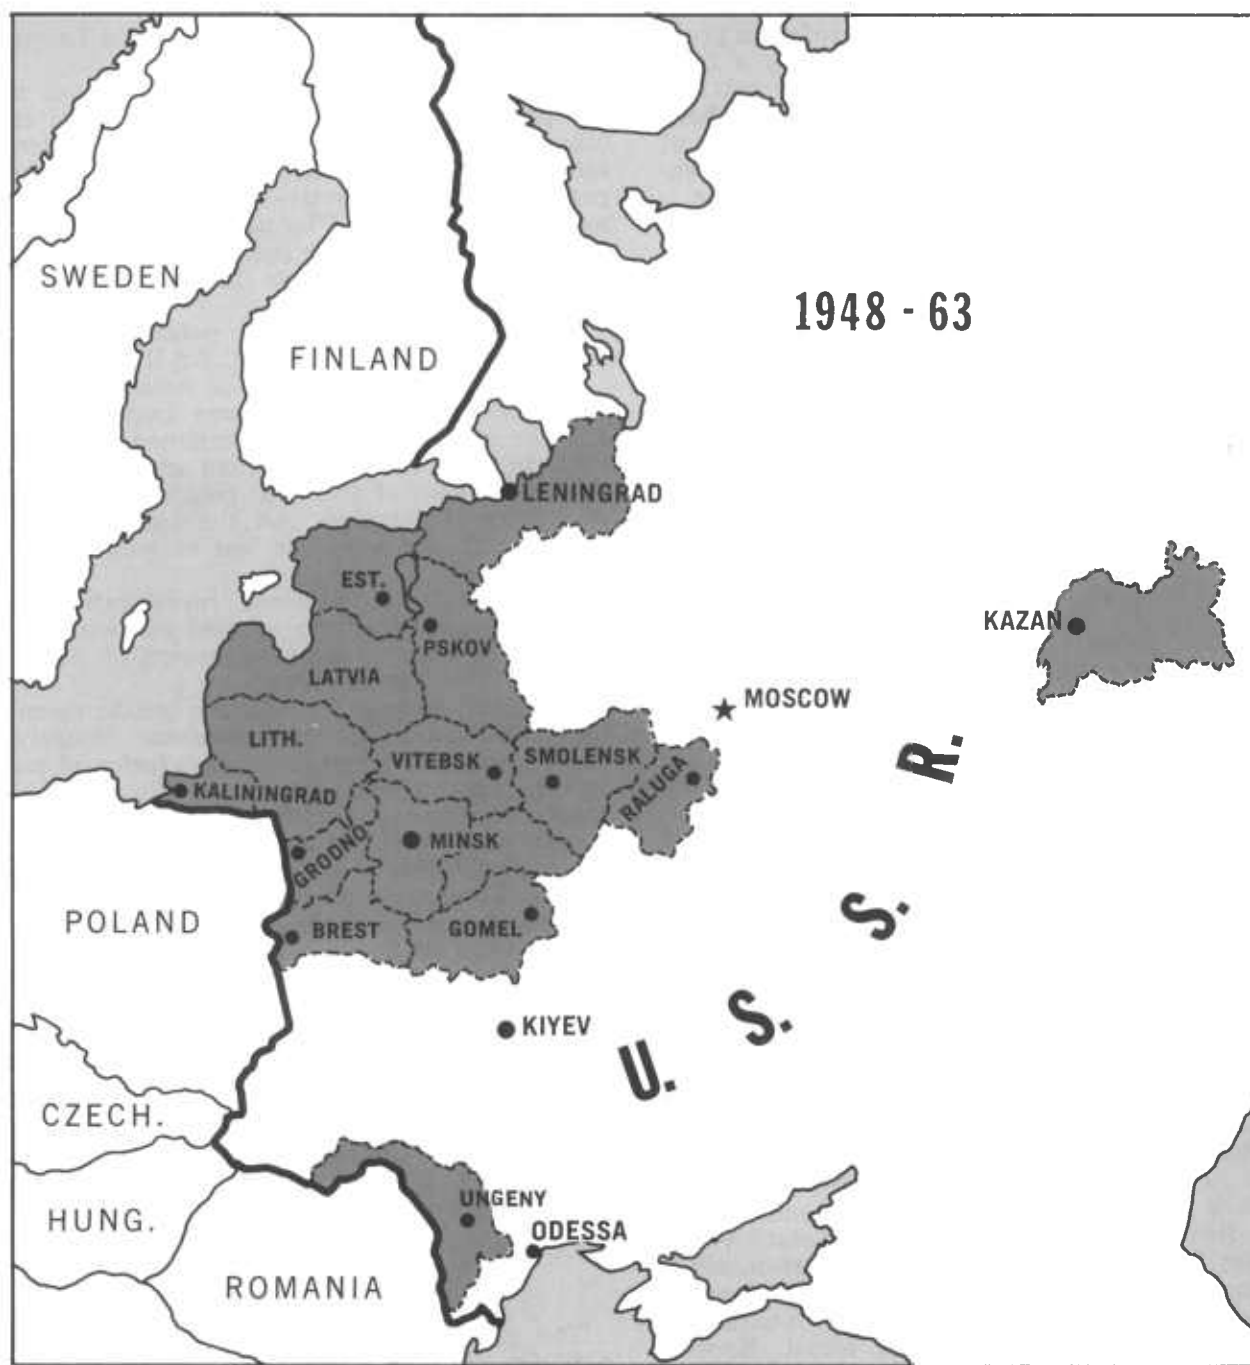 SWEDEN
FINLAND
1948 - 63
LENINGRAD
EST.
PSKOV
LATVIA
LITH.
KALININGRAD
VITEBSK
SMOLENSK
RALUGA
MOSCOW
KAZAN
GRODNO
MINSK
BREST
GOMEL
POLAND
KIYEV
U. S. S. R.
CZECH.
HUNG.
ROMANIA
UNGENY
ODESSA